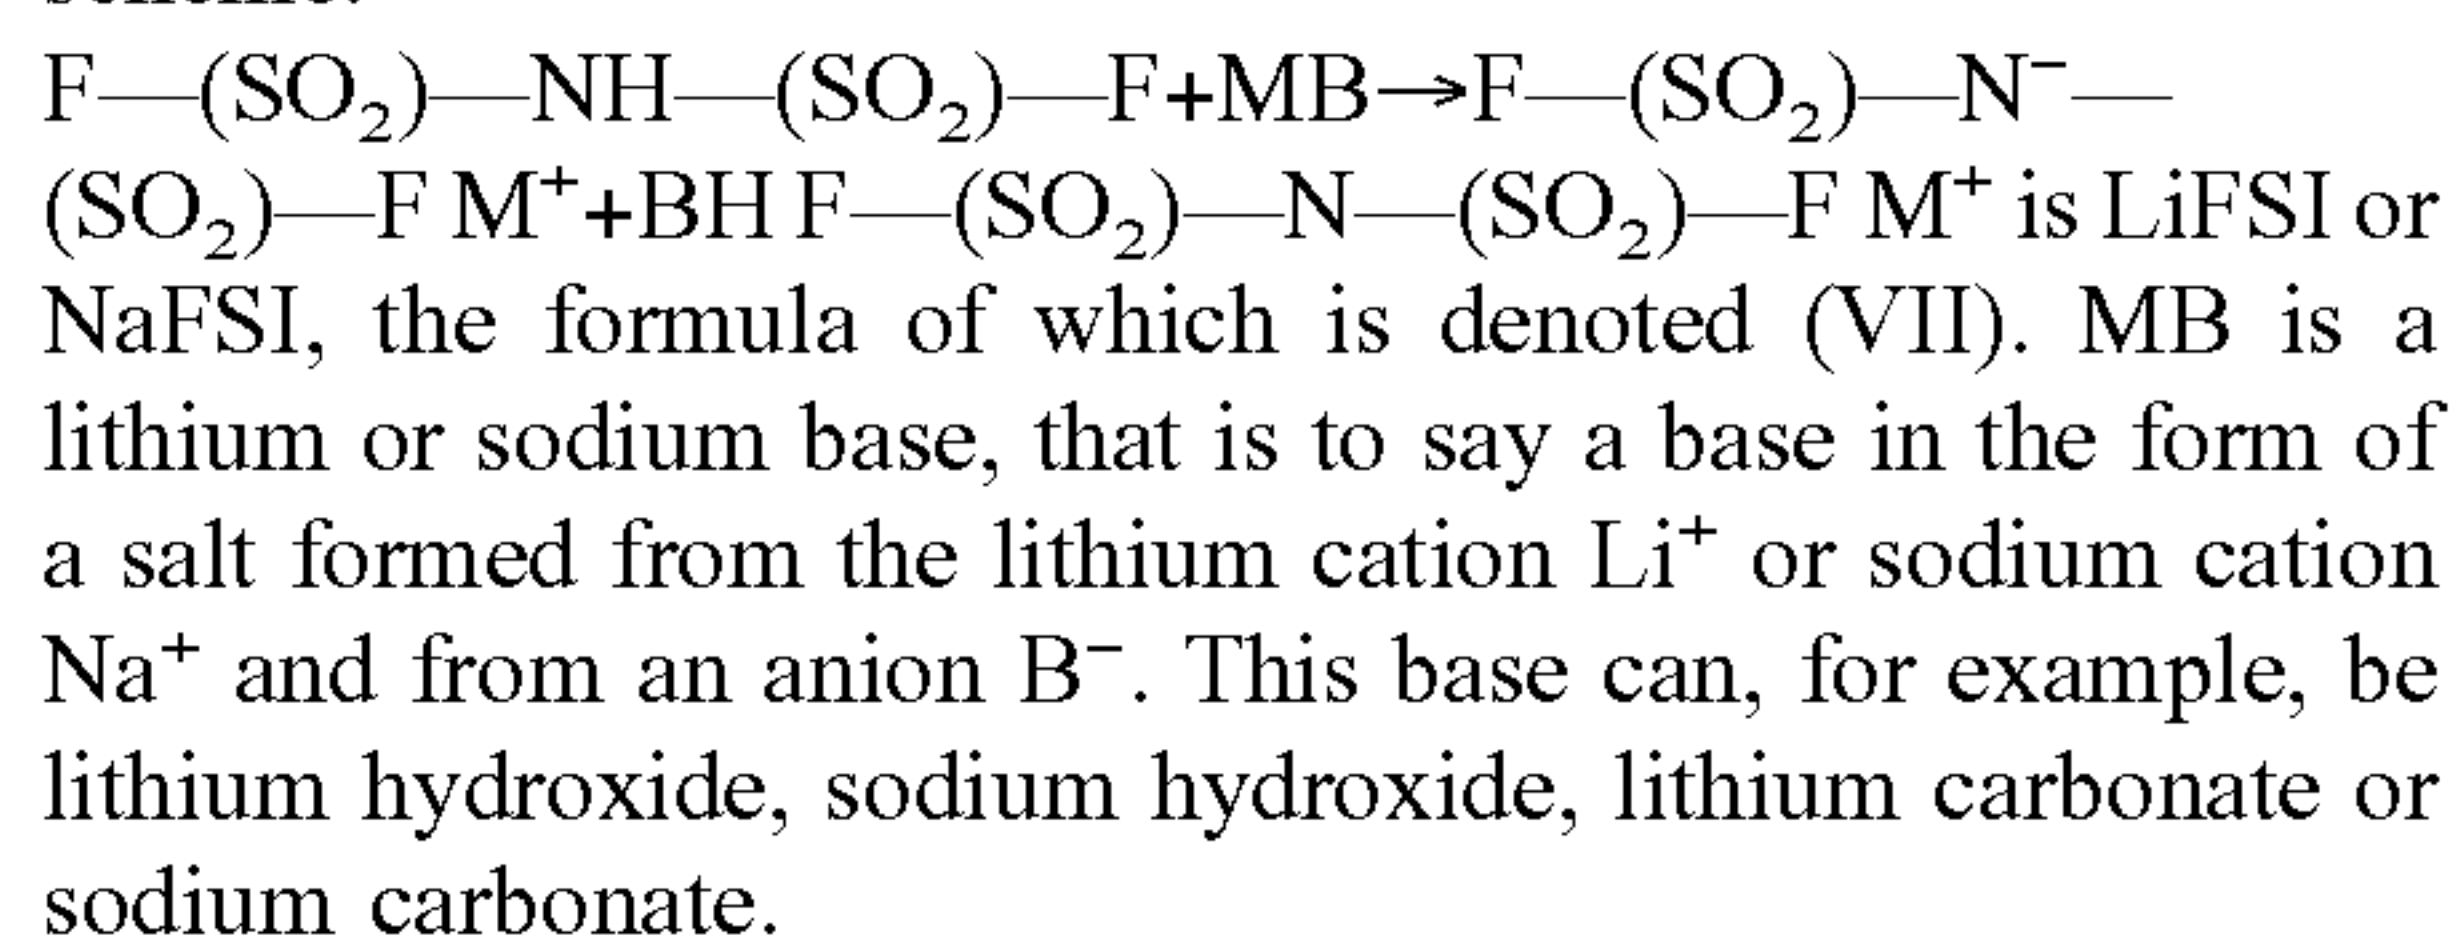 F—(SO₂)—NH—(SO₂)—F+MB→F—(SO₂)—N⁻—
(SO₂)—F M⁺+BH F—(SO₂)—N—(SO₂)—F M⁺ is LiFSI or
NaFSI, the formula of which is denoted (VII). MB is a
lithium or sodium base, that is to say a base in the form of
a salt formed from the lithium cation Li⁺ or sodium cation
Na⁺ and from an anion B⁻. This base can, for example, be
lithium hydroxide, sodium hydroxide, lithium carbonate or
sodium carbonate.